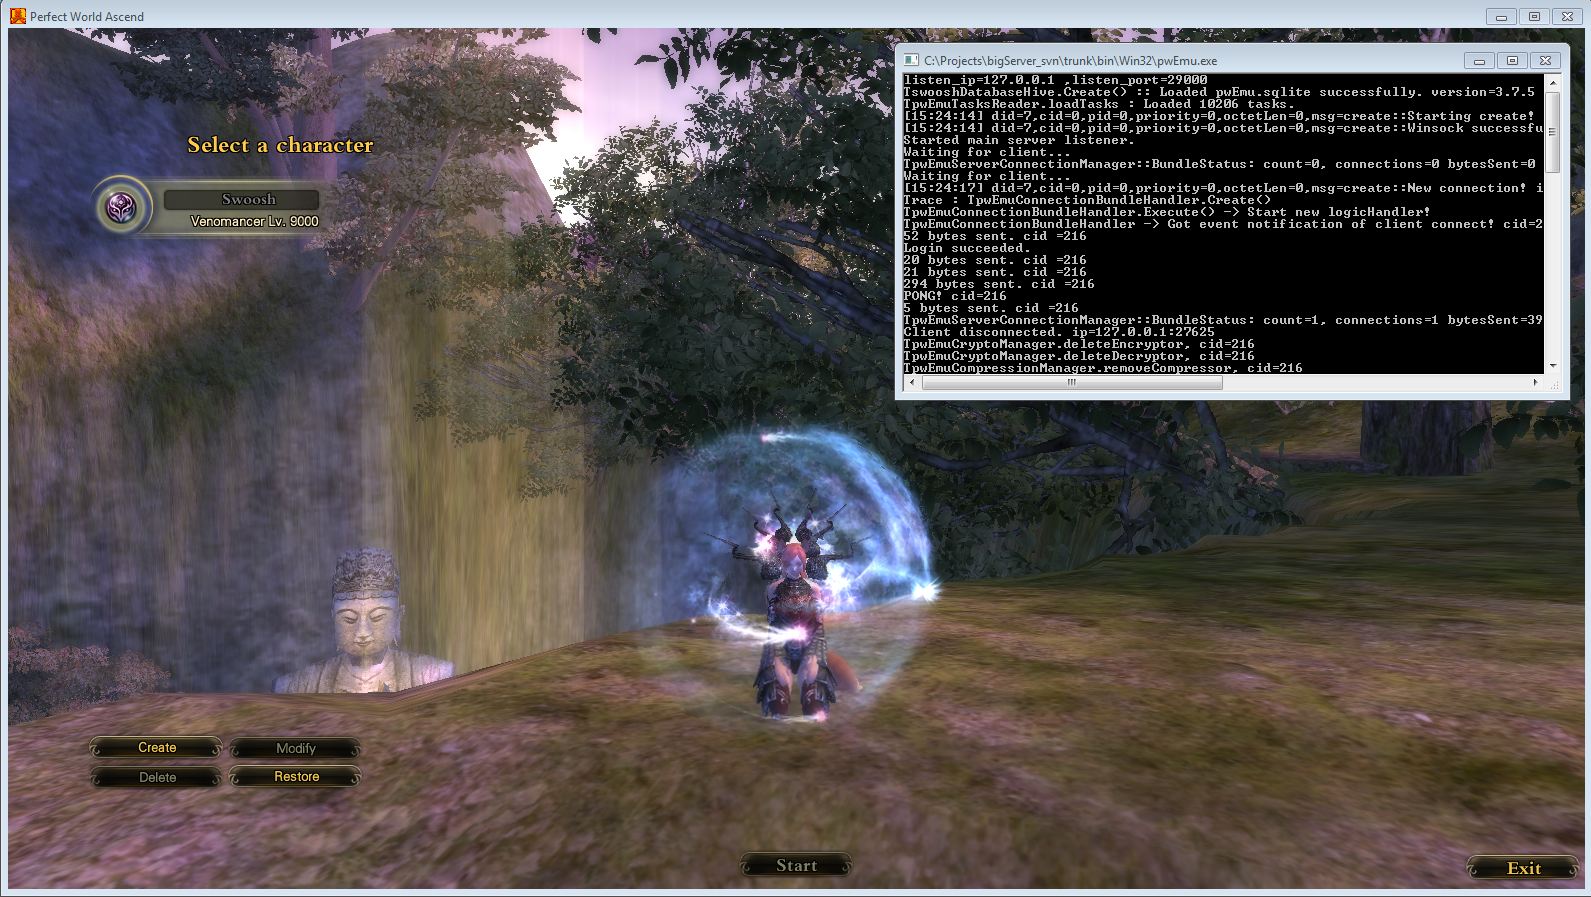 Perfect World Ascend
C:\Projects\bigServer_svn\trunk\bin\Win32\pwEmu.exe
listen_ip=127.0.0.1 ,listen_port=29000
TswooshDatabaseHive.Create() :: Loaded pwEmu.sqlite successfully. version=3.7.5
TpwEmuTasksReader.loadTasks : Loaded 10206 tasks.
[15:24:14] did=7,cid=0,pid=0,priority=0,octetLen=0,msg=create::Starting create!
[15:24:14] did=7,cid=0,pid=0,priority=0,octetLen=0,msg=create::Winsock successfu
Started main server listener.
Waiting for client...
TpwEmuServerConnectionManager::BundleStatus: count=0, connections=0 bytesSent=0
Waiting for client...
[15:24:17] did=7,cid=0,pid=0,priority=0,octetLen=0,msg=create::New connection! i
Trace : TpwEmuConnectionBundleHandler.Create()
TpwEmuConnectionBundleHandler.Execute() -> Start new logicHandler!
TpwEmuConnectionBundleHandler -> Got event notification of client connect! cid=2
52 bytes sent. cid =216
Login succeeded.
20 bytes sent. cid =216
21 bytes sent. cid =216
294 bytes sent. cid =216
PONG! cid=216
5 bytes sent. cid =216
TpwEmuServerConnectionManager::BundleStatus: count=1, connections=1 bytesSent=39
Client disconnected. ip=127.0.0.1:27625
TpwEmuCryptoManager.deleteEncryptor, cid=216
TpwEmuCryptoManager.deleteDecryptor, cid=216
TpwEmuCompressionManager.removeCompressor, cid=216
Select a character
Swoosh
Venomancer Lv. 9000
Create
Modify
Delete
Restore
Start
Exit